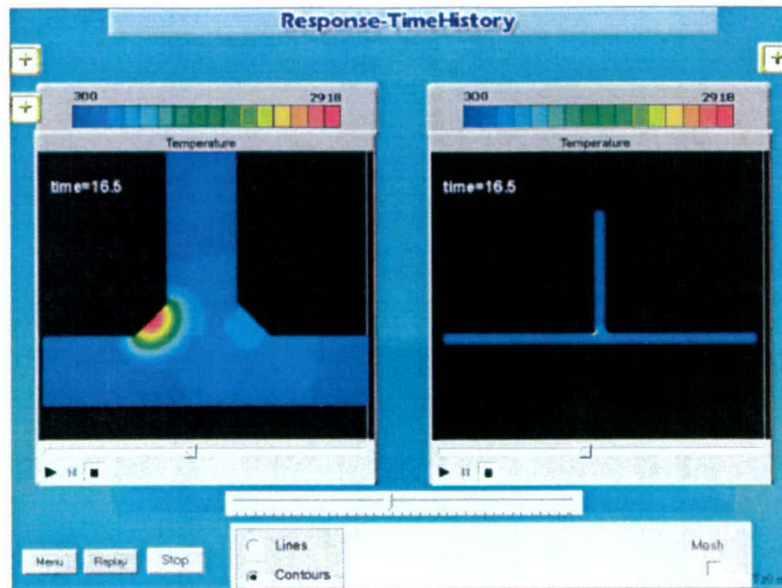 Response-TimeHistory
300 2918
Temperature
time=16.5
300 2918
Temperature
time=16.5
Menu
Replay
Stop
Lines
Contours
Mesh